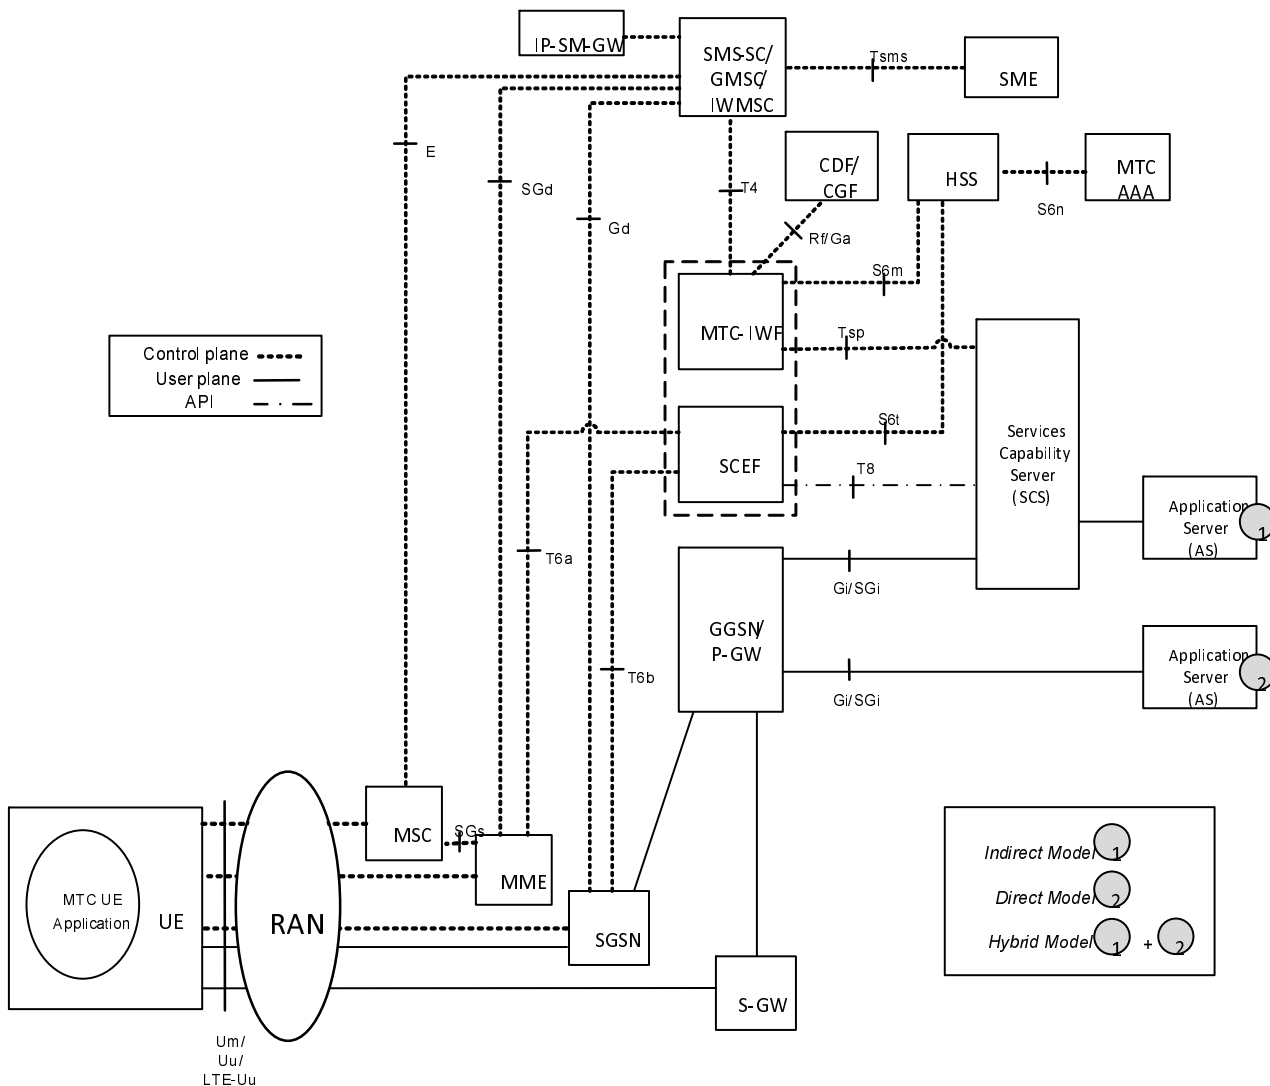 IP-SM-GW
SMS-SC/
GMSC/
IWMSC
Tsms
SME
E
SGd
Gd
T4
CDF/
CGF
Rf/Ga
HSS
S6n
MTC
AAA
S6m
MTC-IWF
Tsp
Control plane
User plane
API
SCEF
S6t
T8
Services
Capability
Server
(SCS)
Application
Server
(AS)
1
T6a
Gi/SGi
GGSN/
P-GW
T6b
Gi/SGi
Application
Server
(AS)
2
MSC
SGs
MME
SGSN
S-GW
MTC UE
Application
UE
RAN
Um/
Uu/
LTE-Uu
Indirect Model 1
Direct Model 2
Hybrid Model 1 + 2